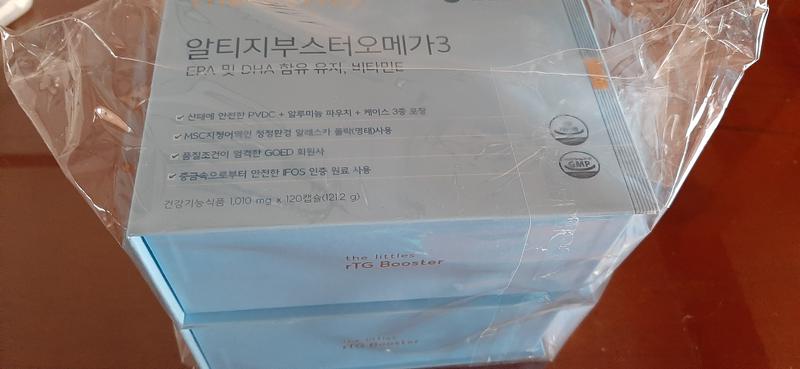 알티지부스터오메가3
EPA 및 DHA 함유 유지, 비타민E
산패에 안전한 PVDC + 알루미늄 파우치 + 케이스 3중 포장
MSC지정어역인 청정환경 알래스카 폴락(명태)사용
품질조건이 엄격한 GOED 회원사
중금속으로부터 안전한 IFOS 인증 원료 사용
GMP
건강기능식품 1,010 mg x 120캡슐(121.2 g)
the littles
rTG Booster
the littles
rTG Booster